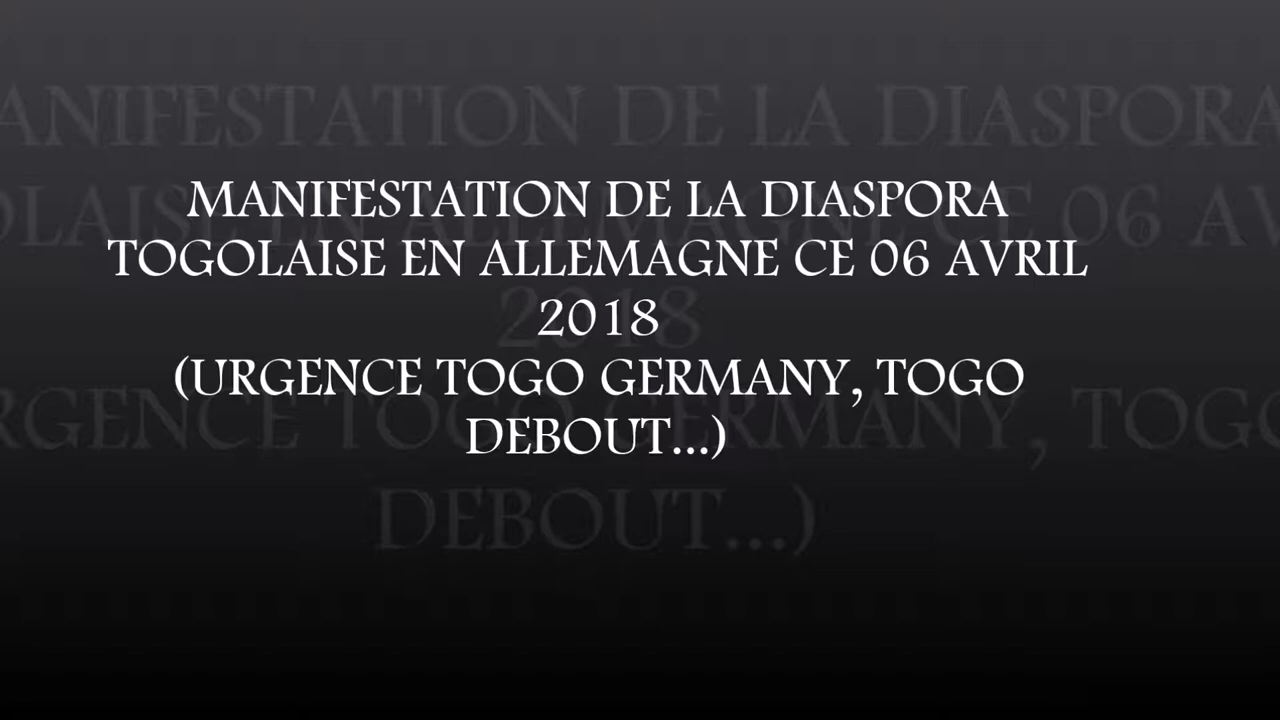 MANIFESTATION DE LA DIASPORA
TOGOLAISE EN ALLEMAGNE CE 06 AVRIL
2018
(URGENCE TOGO GERMANY, TOGO
DEBOUT...)